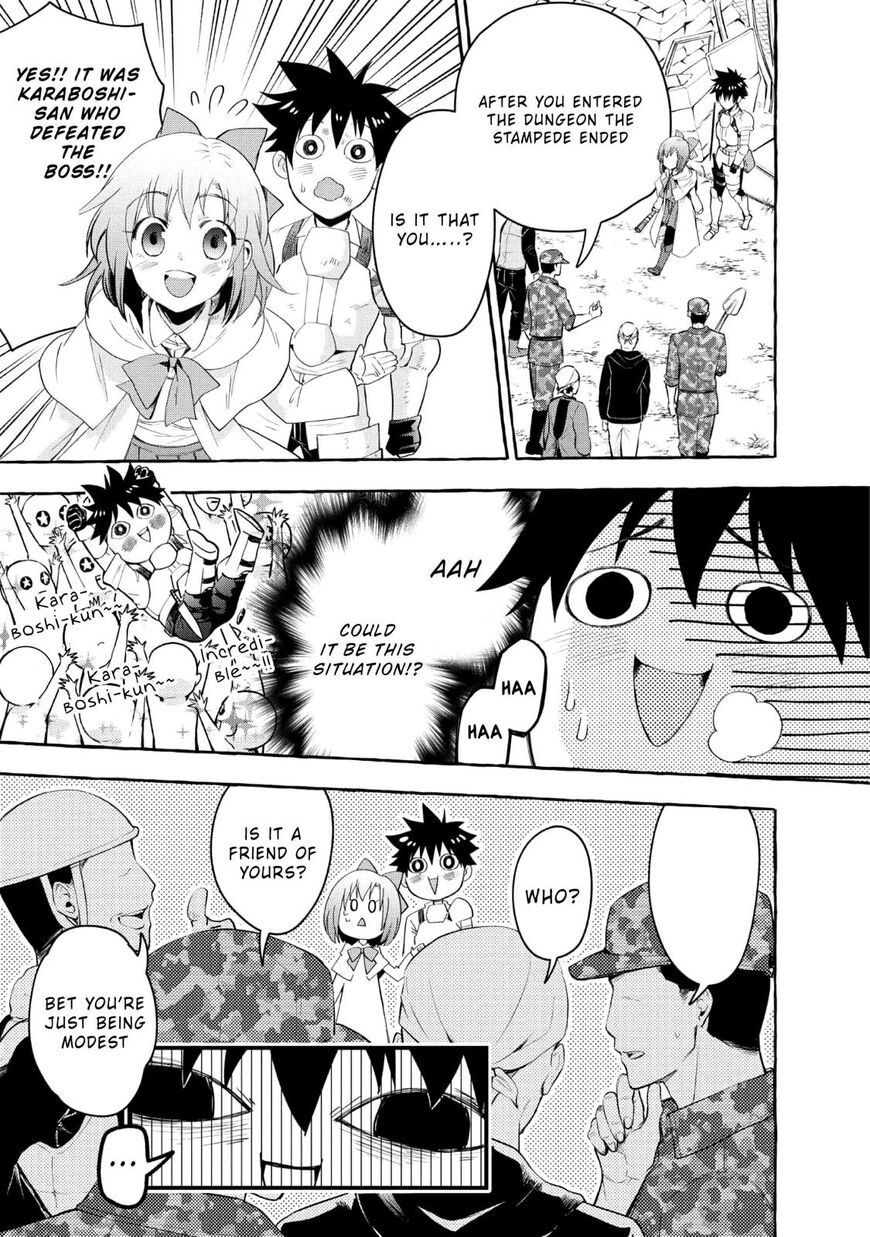 AFTER YOU ENTERED
THE DUNGEON THE
STAMPEDE ENDED
IS IT THAT
YOU.....?
YES!! IT WAS
KARABOSHI-
SAN WHO
DEFEATED
THE
BOSS!!
HAA
HAA
AAH
COULD
IT BE THIS
SITUATION!?
Kara-
Boshi-kun~~
Incredi-
ble~~!!
Kara-
Boshi-kun~~
WHO?
IS IT A
FRIEND OF
YOURS?
BET YOU'RE
JUST BEING
MODEST
...